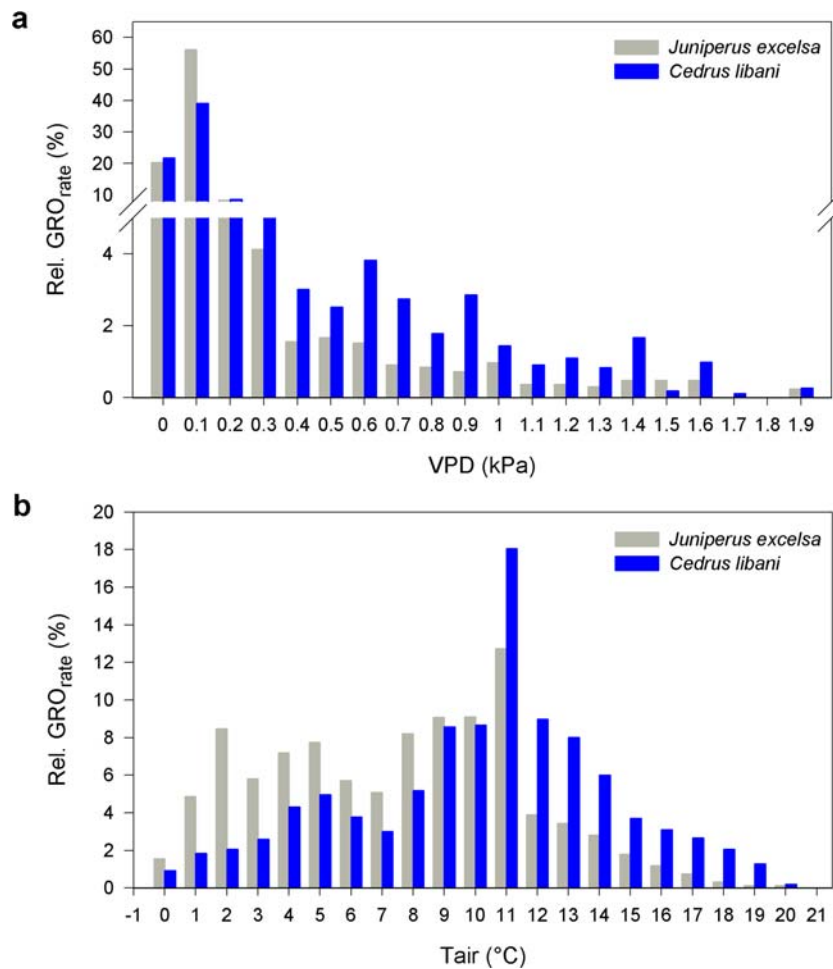 a
Juniperus excelsa
Cedrus libani
60
50
40
30
20
10
4
2
0
Rel. GROrate (%)
0 0.1 0.2 0.3 0.4 0.5 0.6 0.7 0.8 0.9 1 1.1 1.2 1.3 1.4 1.5 1.6 1.7 1.8 1.9
VPD (kPa)
b
Juniperus excelsa
Cedrus libani
20
18
16
14
12
10
8
6
4
2
0
Rel. GROrate (%)
-1 0 1 2 3 4 5 6 7 8 9 10 11 12 13 14 15 16 17 18 19 20 21
Tair (°C)